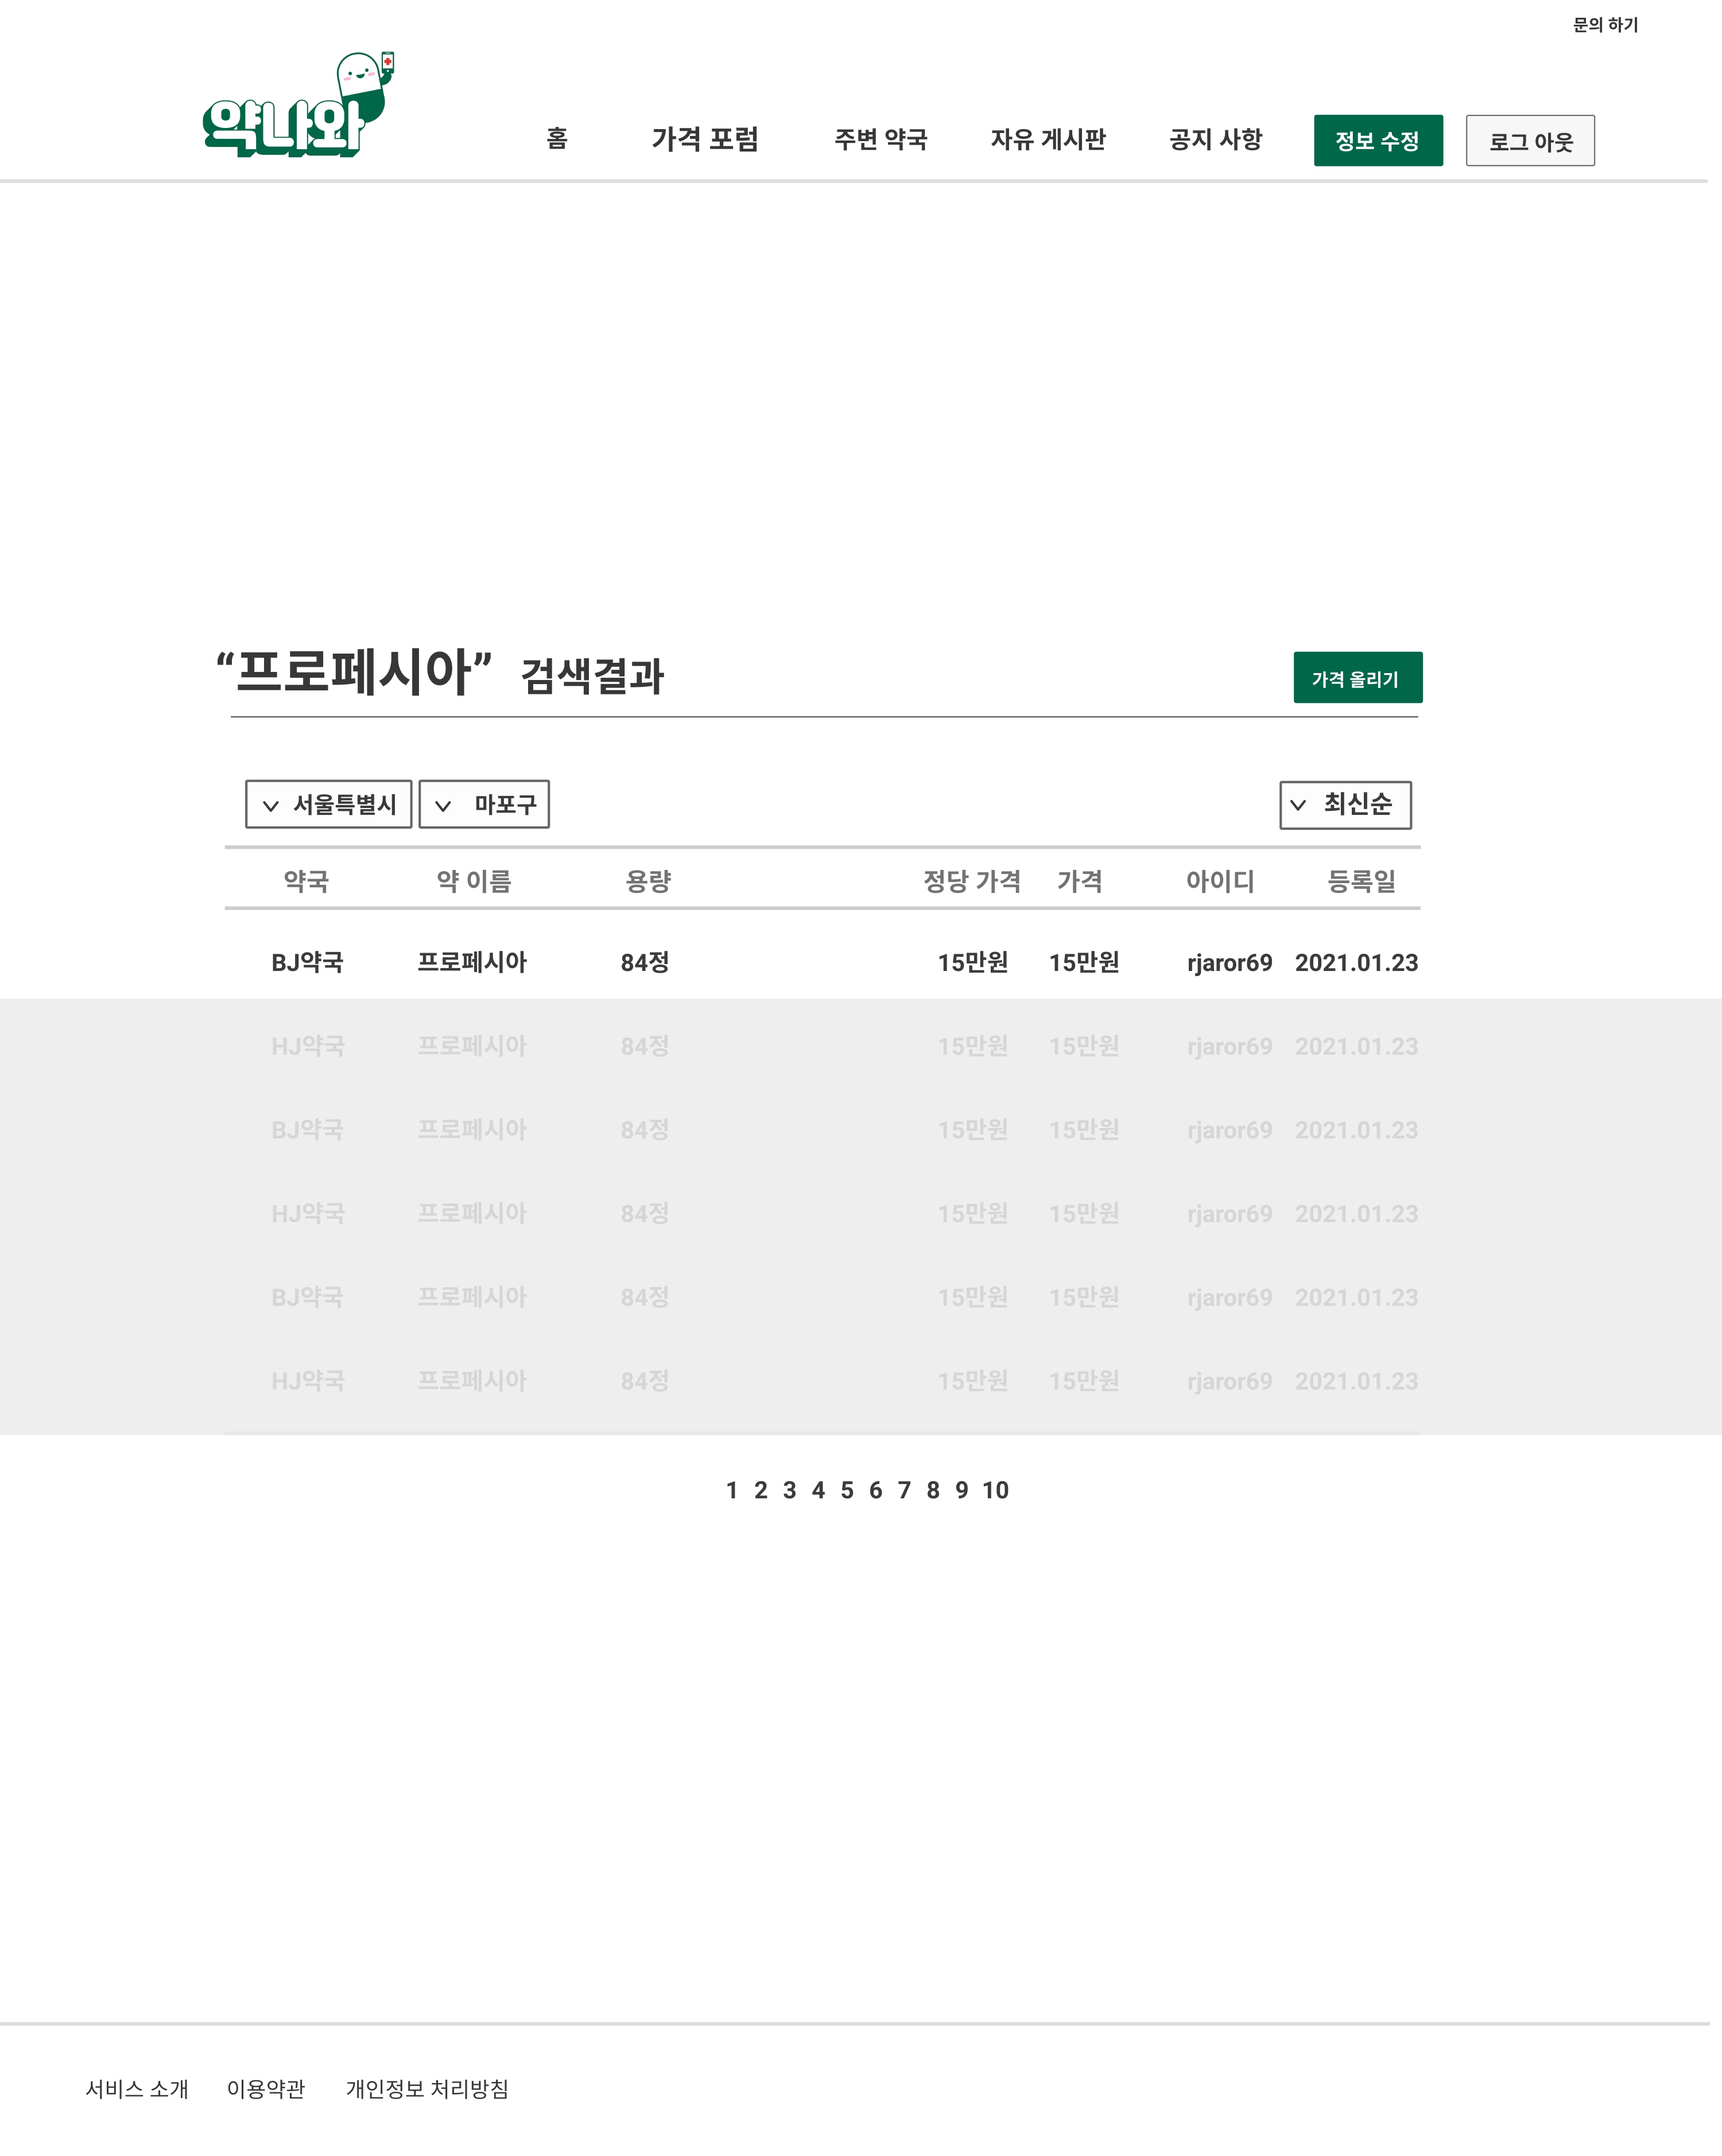 문의 하기
약나와
홈 가격 포럼 주변 약국 자유 게시판 공지 사항 정보 수정 로그 아웃
“프로페시아” 검색결과 가격 올리기
서울특별시 마포구 최신순
약국 약 이름 용량 정당 가격 가격 아이디 등록일
BJ약국 프로페시아 84정 15만원 15만원 rjaror69 2021.01.23
HJ약국 프로페시아 84정 15만원 15만원 rjaror69 2021.01.23
BJ약국 프로페시아 84정 15만원 15만원 rjaror69 2021.01.23
HJ약국 프로페시아 84정 15만원 15만원 rjaror69 2021.01.23
BJ약국 프로페시아 84정 15만원 15만원 rjaror69 2021.01.23
HJ약국 프로페시아 84정 15만원 15만원 rjaror69 2021.01.23
1 2 3 4 5 6 7 8 9 10
서비스 소개 이용약관 개인정보 처리방침